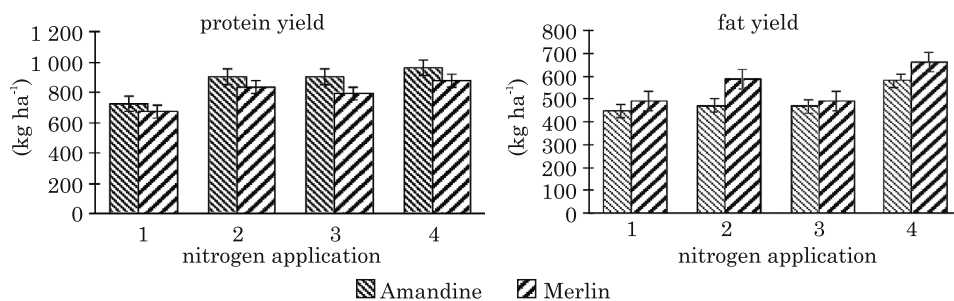 protein yield
1 200
1 000
800
600
400
200
0
(kg ha⁻¹)
1 2 3 4
nitrogen application
fat yield
800
700
600
500
400
300
200
100
0
(kg ha⁻¹)
1 2 3 4
nitrogen application
Amandine Merlin